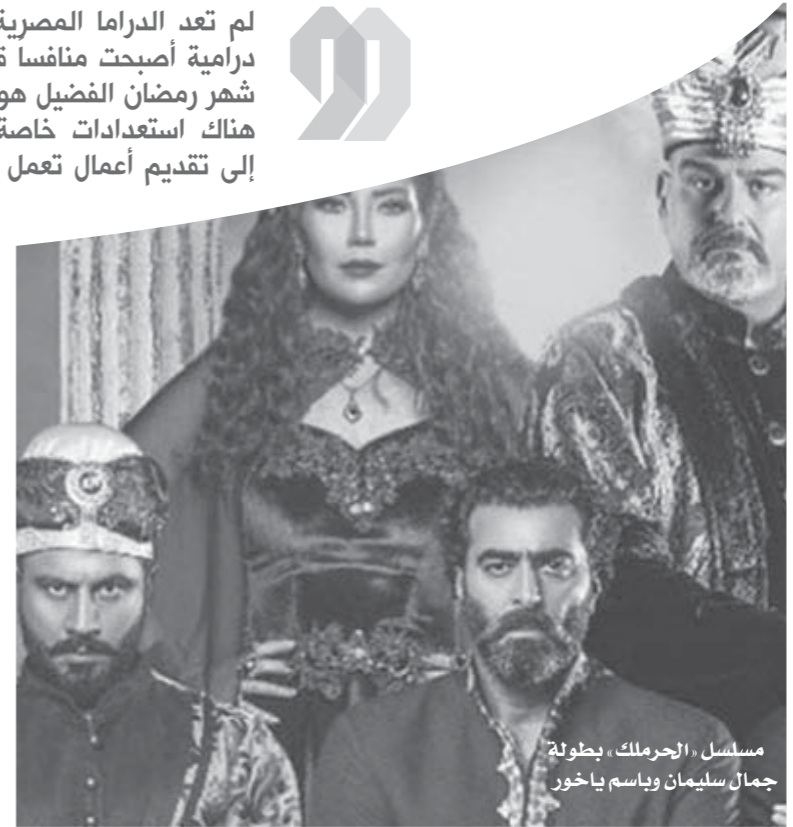 لم تعد الدراما المصرية
درامية أصبحت منافساً
شهر رمضان الفضيل هو
هناك استعدادات خاصة
إلى تقديم أعمال تعمل
مسلسل «الحرملك» بطولة
جمال سليمان وباسم ياخور